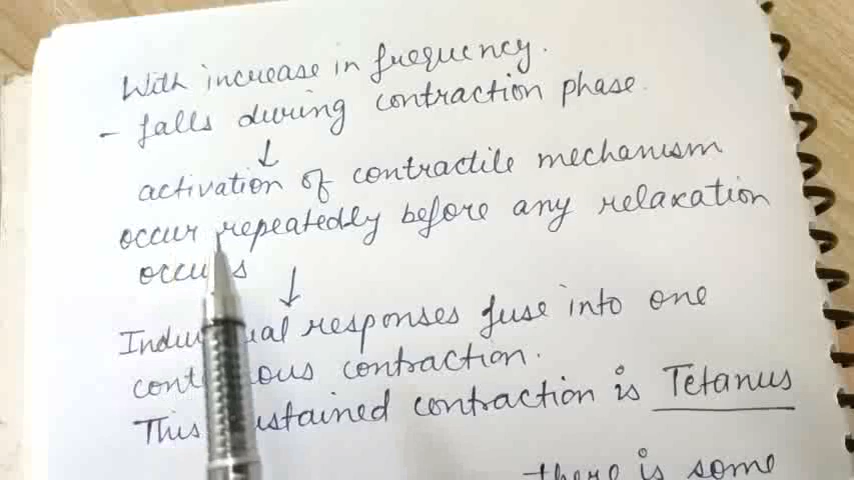 With increase in frequency.
- falls during contraction phase.
↓
activation of contractile mechanism
occur repeatedly before any relaxation
occurs
↓
responses fuse into one
contraction.
This contraction is Tetanus
there is some